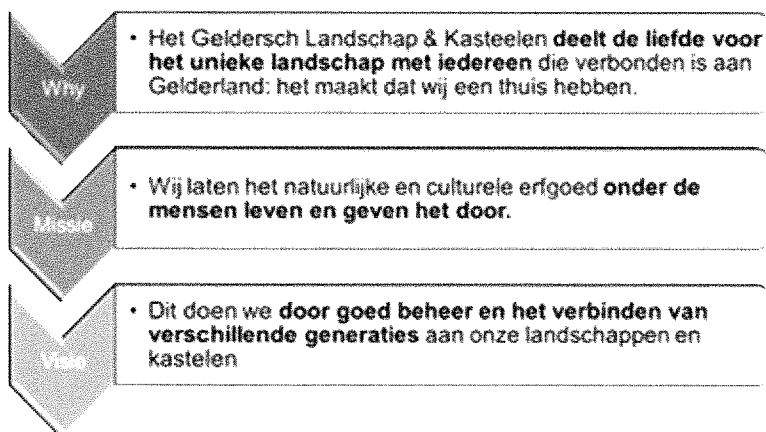 Why
• Het Geldersch Landschap & Kasteelen deelt de liefde voor
het unieke landschap met iedereen die verbonden is aan
Gelderland: het maakt dat wij een thuis hebben.
Missie
• Wij laten het natuurlijke en culturele erfgoed onder de
mensen leven en geven het door.
Visie
• Dit doen we door goed beheer en het verbinden van
verschillende generaties aan onze landschappen en
kastelen